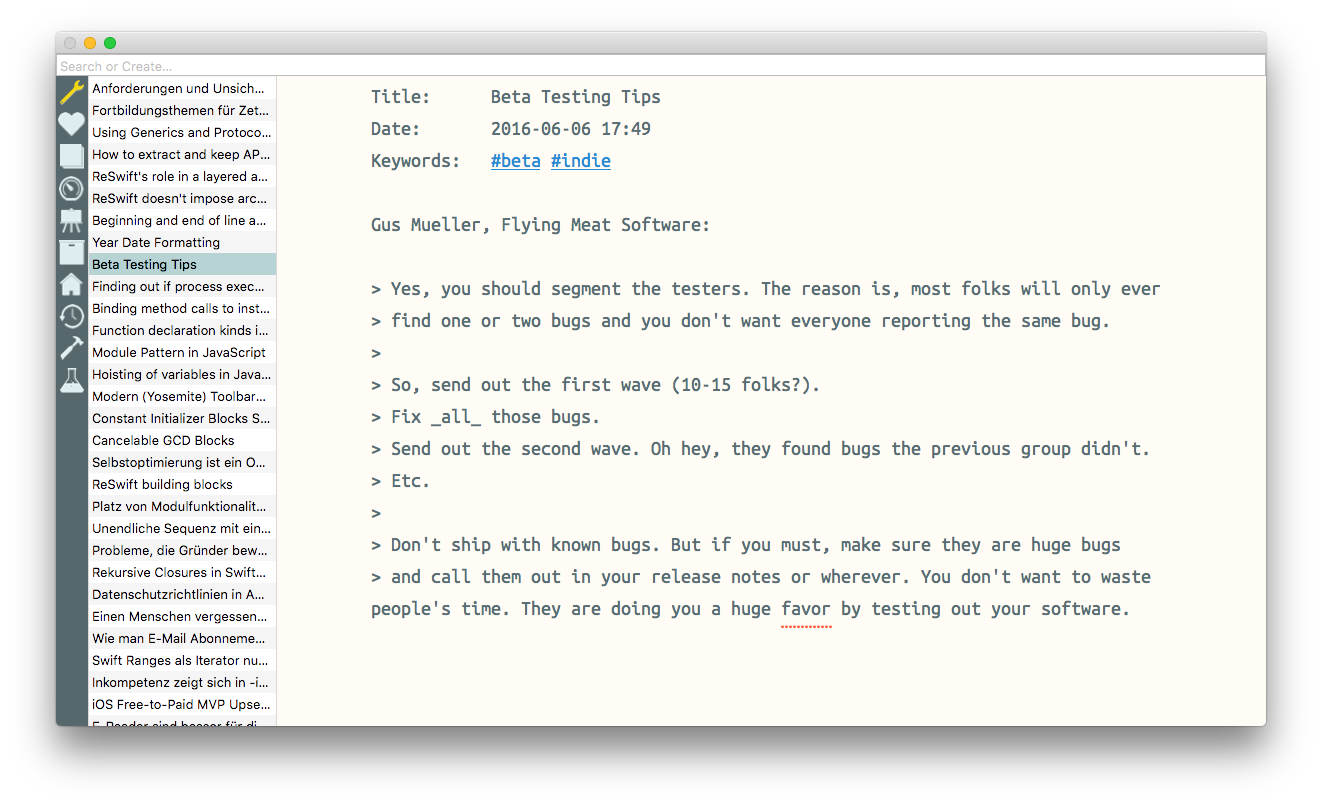 Search or Create...
Anforderungen und Unsich...
Fortbildungsthemen für Zet...
Using Generics and Protoco...
How to extract and keep AP...
ReSwift's role in a layered a...
ReSwift doesn't impose arc...
Beginning and end of line a...
Year Date Formatting
Beta Testing Tips
Finding out if process exec...
Binding method calls to inst...
Function declaration kinds i...
Module Pattern in JavaScript
Hoisting of variables in Java...
Modern (Yosemite) Toolbar...
Constant Initializer Blocks S...
Cancelable GCD Blocks
Selbstoptimierung ist ein O...
ReSwift building blocks
Platz von Modulfunktionalit...
Unendliche Sequenz mit ein...
Probleme, die Gründer bew...
Rekursive Closures in Swift...
Datenschutzrichtlinien in A...
Einen Menschen vergessen...
Wie man E-Mail Abonneme...
Swift Ranges als Iterator nu...
Inkompetenz zeigt sich in -i...
iOS Free-to-Paid MVP Upse...
E-Reader sind besser für di...
Title: Beta Testing Tips
Date: 2016-06-06 17:49
Keywords: #beta #indie
Gus Mueller, Flying Meat Software:
> Yes, you should segment the testers. The reason is, most folks will only ever
> find one or two bugs and you don't want everyone reporting the same bug.
>
> So, send out the first wave (10-15 folks?).
> Fix _all_ those bugs.
> Send out the second wave. Oh hey, they found bugs the previous group didn't.
> Etc.
>
> Don't ship with known bugs. But if you must, make sure they are huge bugs
> and call them out in your release notes or wherever. You don't want to waste
people's time. They are doing you a huge favor by testing out your software.